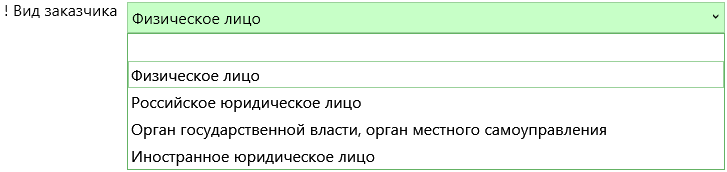 ! Вид заказчика Физическое лицо
Физическое лицо
Российское юридическое лицо
Орган государственной власти, орган местного самоуправления
Иностранное юридическое лицо